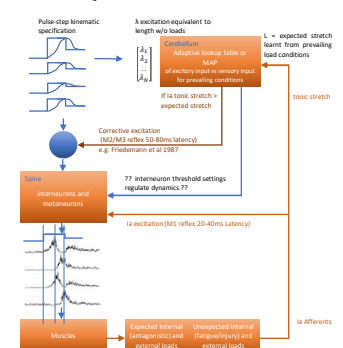 Pulse-step kinematic
specification
λ excitation equivalent to
length w/o loads
L = expected stretch
learnt from prevailing
load conditions
λ1
λ2
..
λN
Cerebellum
Adaptive lookup table or
MAP
of excitory input vs sensory input
for prevailing conditions
tonic stretch
If Ia tonic stretch >
expected stretch
Corrective excitation
(M2/M3 reflex 50-80ms latency)
e.g. Friedemann et al 1987
Spine
interneurons and
motoneurons
?? interneuron threshold settings
regulate dynamics ??
Ia excitation (M1 reflex 20-40ms Latency)
Ia Afferents
Muscles
Expected Internal
(antagonistic) and
external loads
Unexpected Internal
(fatigue/injury) and
external loads